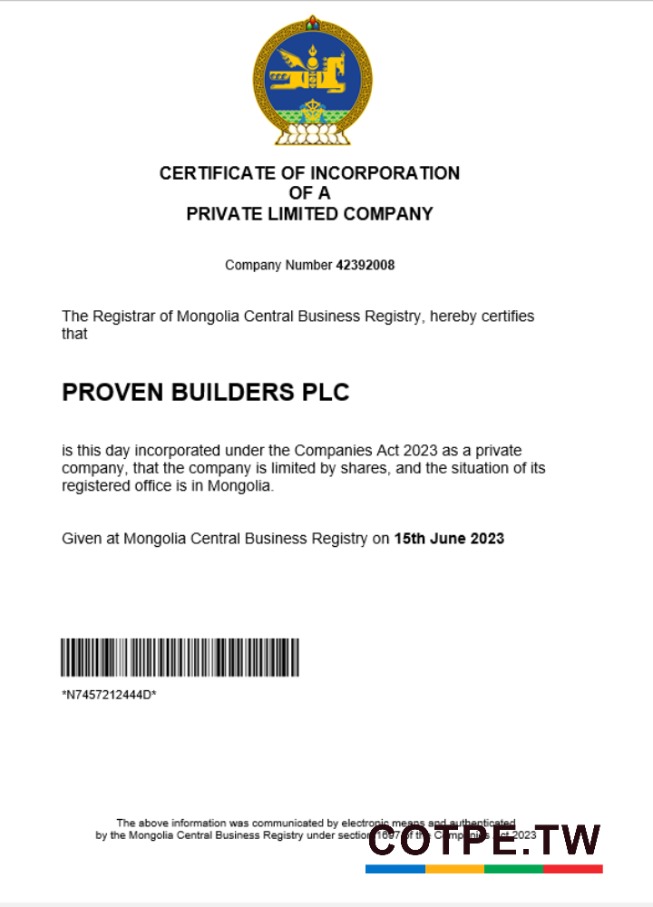 CERTIFICATE OF INCORPORATION
OF A
PRIVATE LIMITED COMPANY
Company Number 42392008
The Registrar of Mongolia Central Business Registry, hereby certifies
that
PROVEN BUILDERS PLC
is this day incorporated under the Companies Act 2023 as a private
company, that the company is limited by shares, and the situation of its
registered office is in Mongolia.
Given at Mongolia Central Business Registry on 15th June 2023
*N7457212444D*
The above information was communicated by electronic means and authenticated
by the Mongolia Central Business Registry under section 1097 of the Companies Act 2023
COTPE.TW